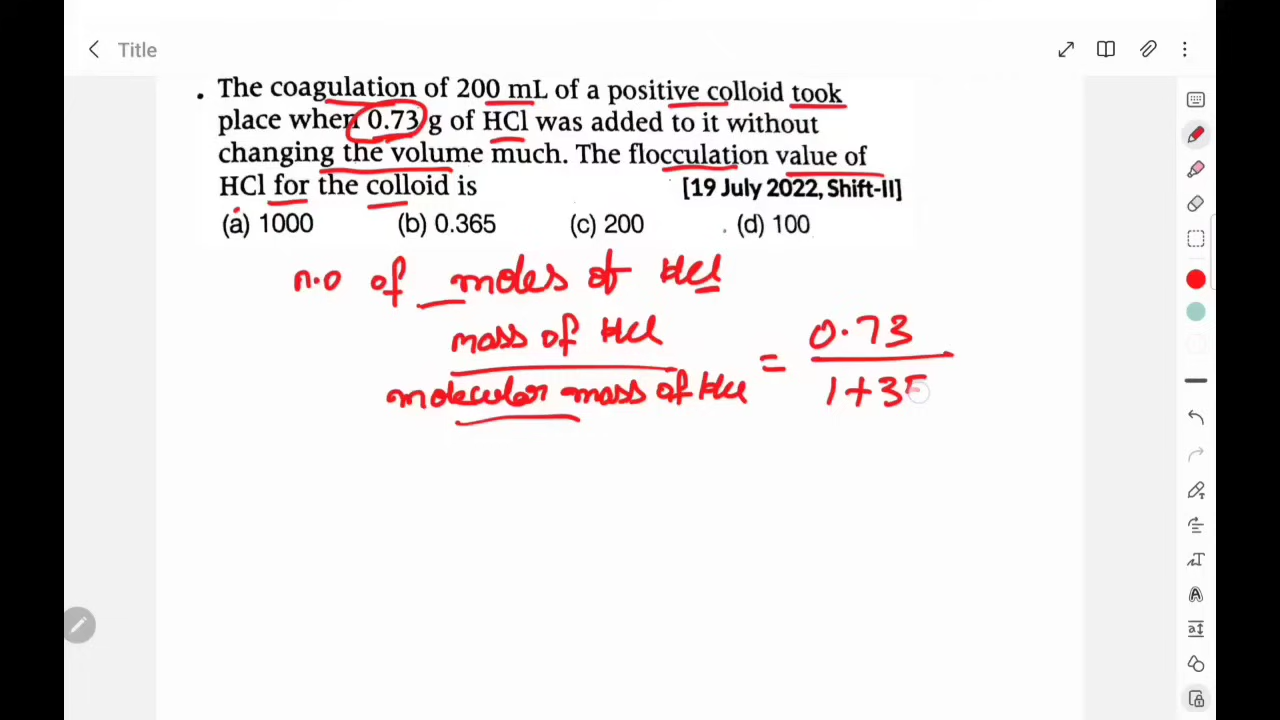 Title
. The coagulation of 200 mL of a positive colloid took
place when 0.73 g of HCl was added to it without
changing the volume much. The flocculation value of
HCl for the colloid is [19 July 2022, Shift-II]
(a) 1000 (b) 0.365 (c) 200 (d) 100
n.o of moles of HCl
mass of HCl
molecular mass of HCl
= 0.73
1+35